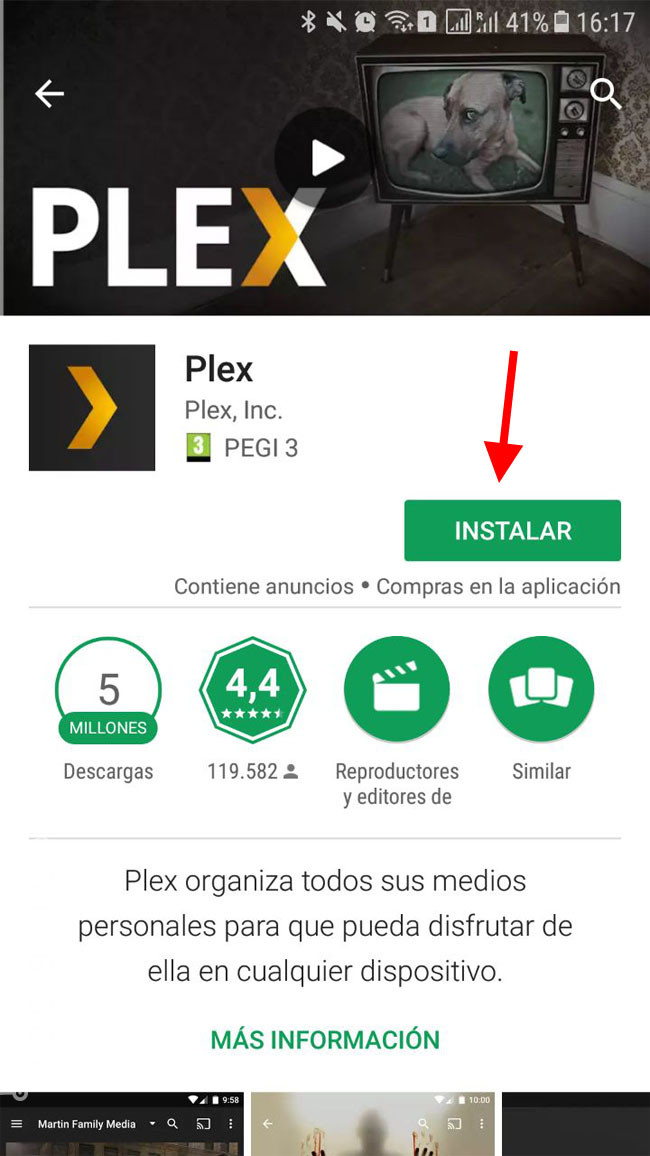 1 R 41% 16:17
PLEX
Plex
Plex, Inc.
3 PEGI 3
INSTALAR
Contiene anuncios • Compras en la aplicación
5
MILLONES
4,4
Descargas
119.582
Reproductores
y editores de
Similar
Plex organiza todos sus medios
personales para que pueda disfrutar de
ella en cualquier dispositivo.
MÁS INFORMACIÓN
9:58
Martin Family Media
10:00